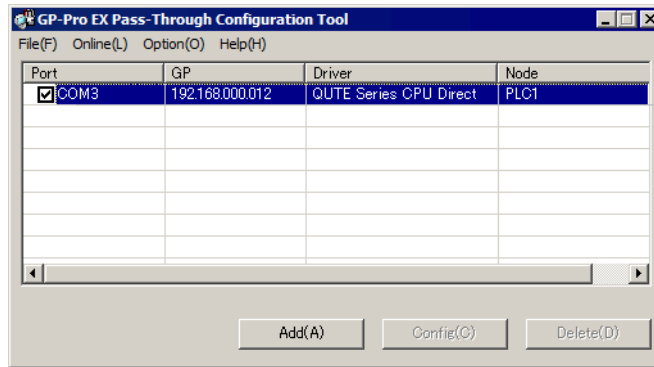 GP-Pro EX Pass-Through Configuration Tool
File(F) Online(L) Option(O) Help(H)
Port GP Driver Node
COM3 192.168.000.012 QUTE Series CPU Direct PLC1
Add(A) Config(C) Delete(D)